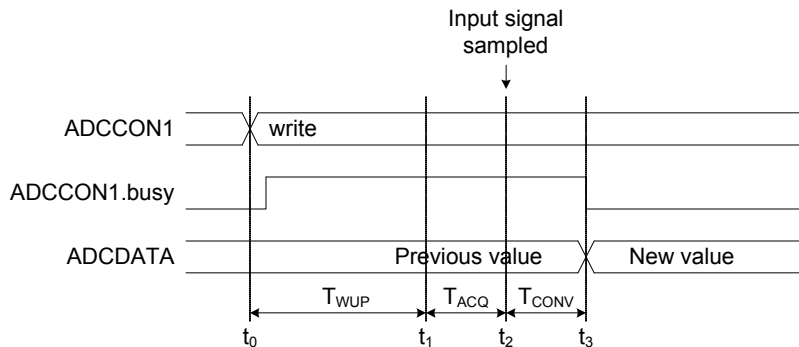 Input signal
sampled
ADCCON1
write
ADCCON1.busy
ADCDATA
Previous value
New value
TWUP
TACQ
TCONV
t0
t1
t2
t3